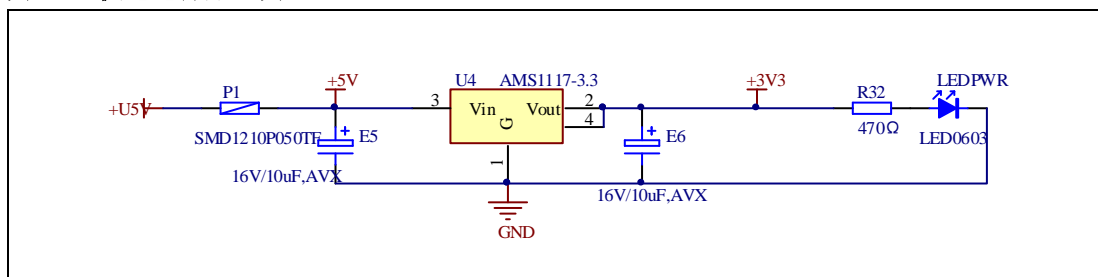 U4 AMS1117-3.3
+3V3
LEDPWR
P1
+5V
+U5V
3
Vin
Vout
2
4
G
1
R32
470Ω
LED0603
SMD1210P050TF
E5
E6
16V/10uF,AVX
16V/10uF,AVX
GND